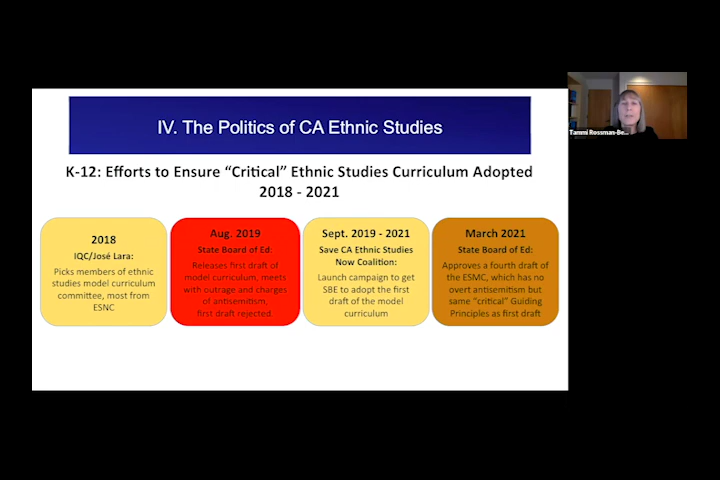 IV. The Politics of CA Ethnic Studies
Tammi Rossman-Be...
K-12: Efforts to Ensure “Critical” Ethnic Studies Curriculum Adopted
2018 - 2021
2018
IQC/José Lara:
Picks members of ethnic
studies model curriculum
committee, most from
ESNC
Aug. 2019
State Board of Ed:
Releases first draft of
model curriculum, meets
with outrage and charges
of antisemitism,
first draft rejected
Sept. 2019 - 2021
Save CA Ethnic Studies
Now Coalition:
Launch campaign to get
SBE to adopt the first
draft of the model
curriculum
March 2021
State Board of Ed:
Approves a fourth draft of
the ESMC, which has no
overt antisemitism but
same “critical” Guiding
Principles as first draft